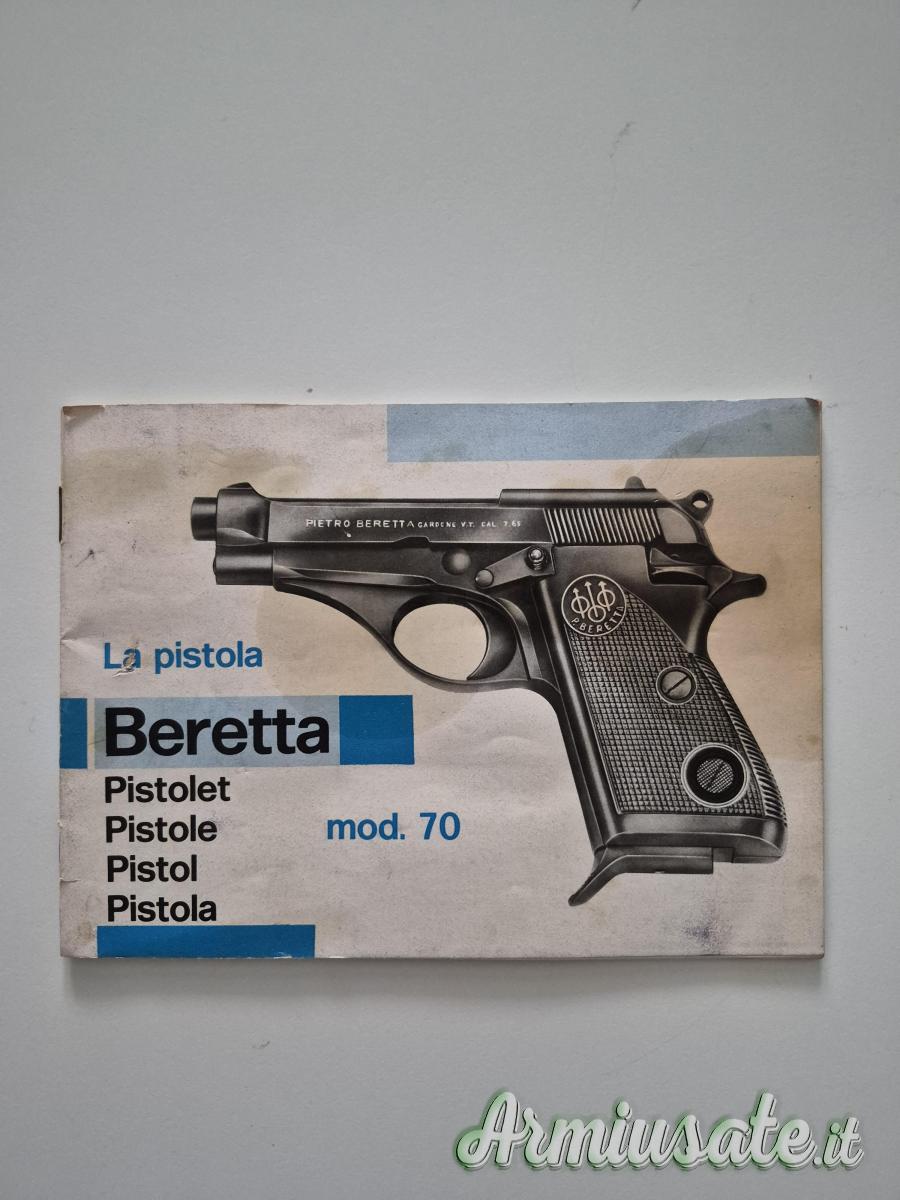 PIETRO BERETTA GARDONE V.T. CAL. 7.65
P. BERETTA
La pistola
Beretta
Pistolet
Pistole
mod. 70
Pistol
Pistola
Armiusate.it